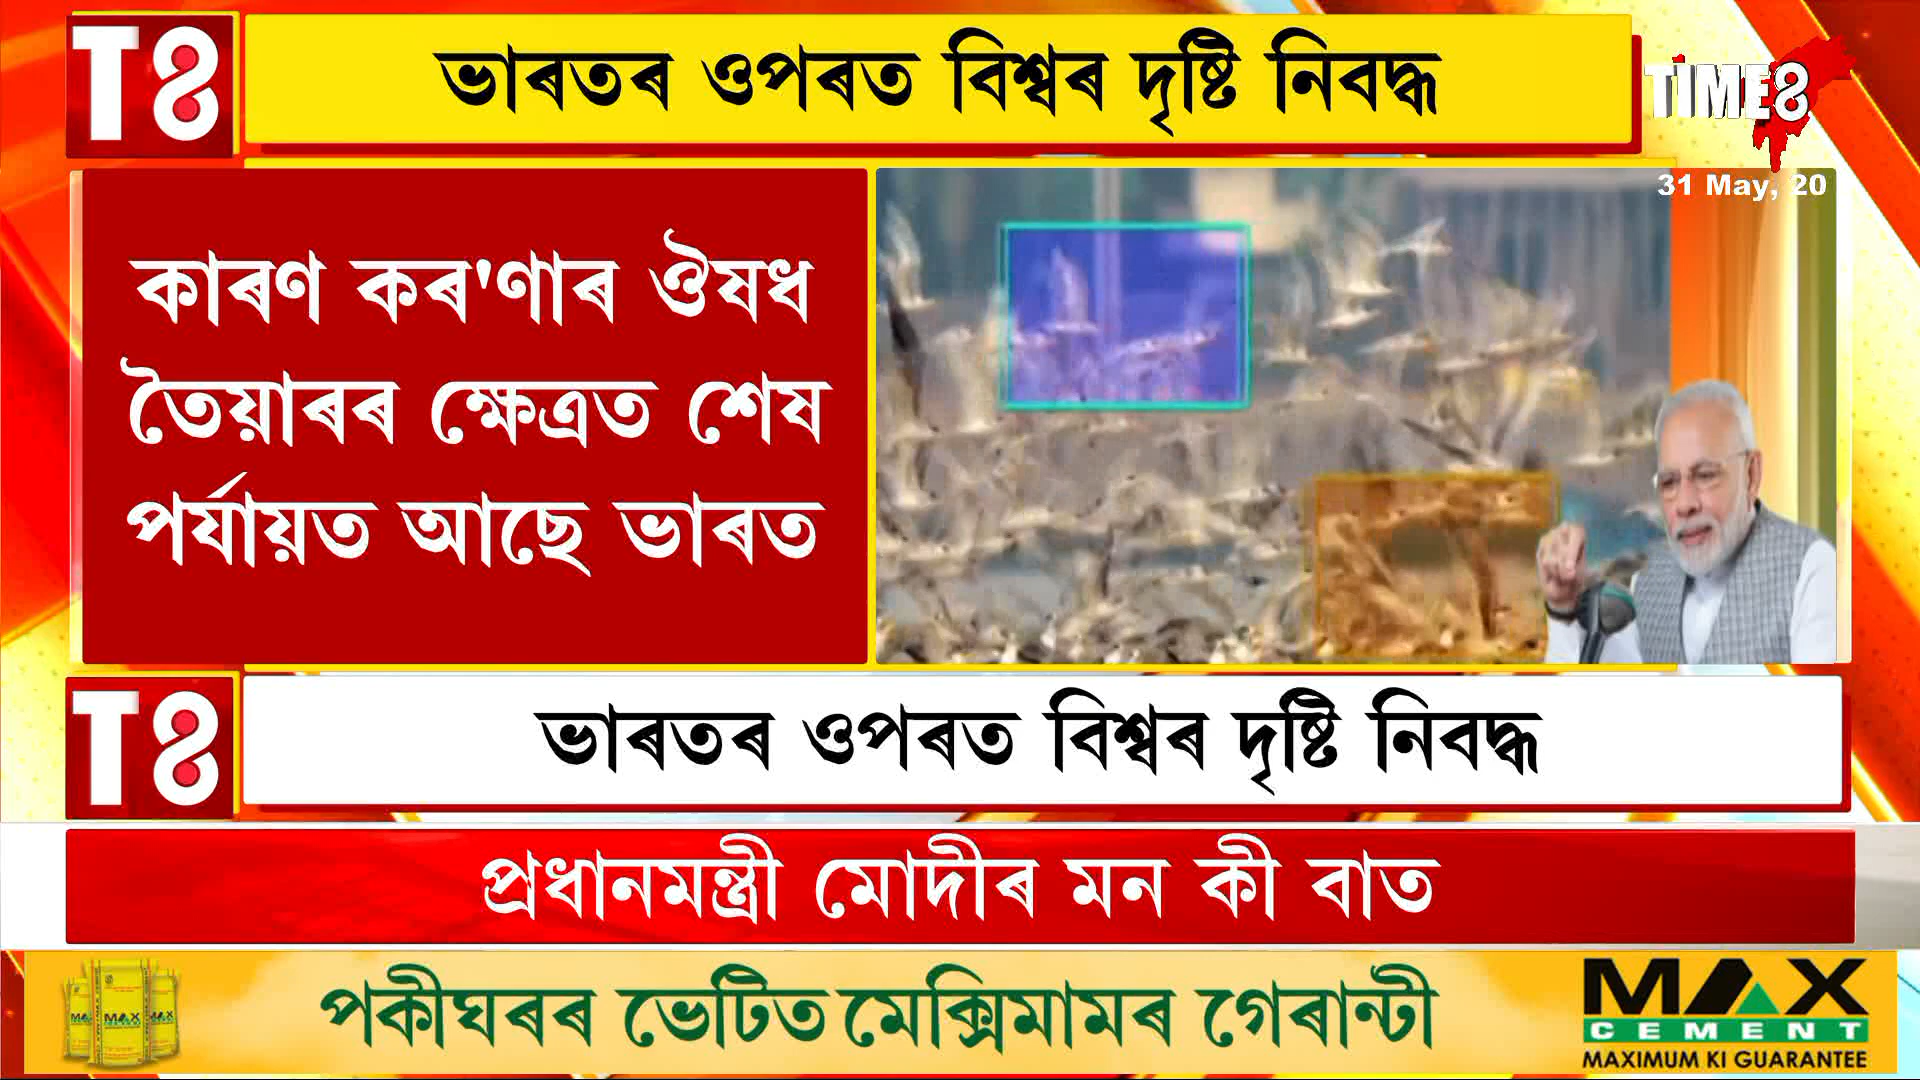 T8
ভাৰতৰ ওপৰত বিশ্বৰ দৃষ্টি নিবদ্ধ
TIME8
31 May, 20
কাৰণ কৰ'ণাৰ ঔষধ
তৈয়াৰৰ ক্ষেত্ৰত শেষ
পৰ্যায়ত আছে ভাৰত
T8
ভাৰতৰ ওপৰত বিশ্বৰ দৃষ্টি নিবদ্ধ
প্ৰধানমন্ত্ৰী মোদীৰ মন কী বাত
পকীঘৰৰ ভেটিত মেক্সিমামৰ গেৰান্টী
MAX
CEMENT
MAXIMUM KI GUARANTEE
MAX